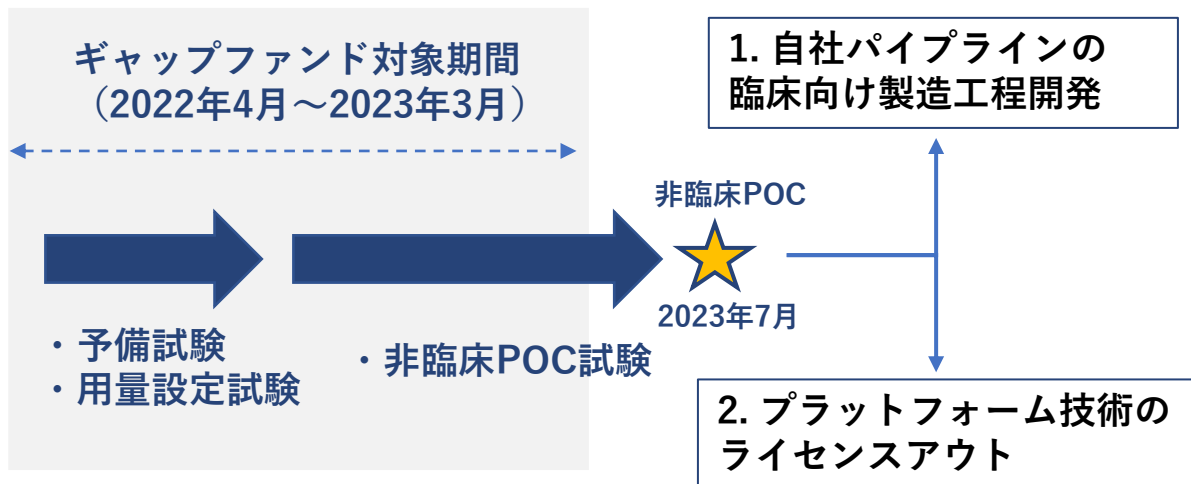 ギャップファンド対象期間
（2022年4月～2023年3月）
1. 自社パイプラインの
臨床向け製造工程開発
非臨床POC
2023年7月
・予備試験
・用量設定試験
・非臨床POC試験
2. プラットフォーム技術の
ライセンスアウト